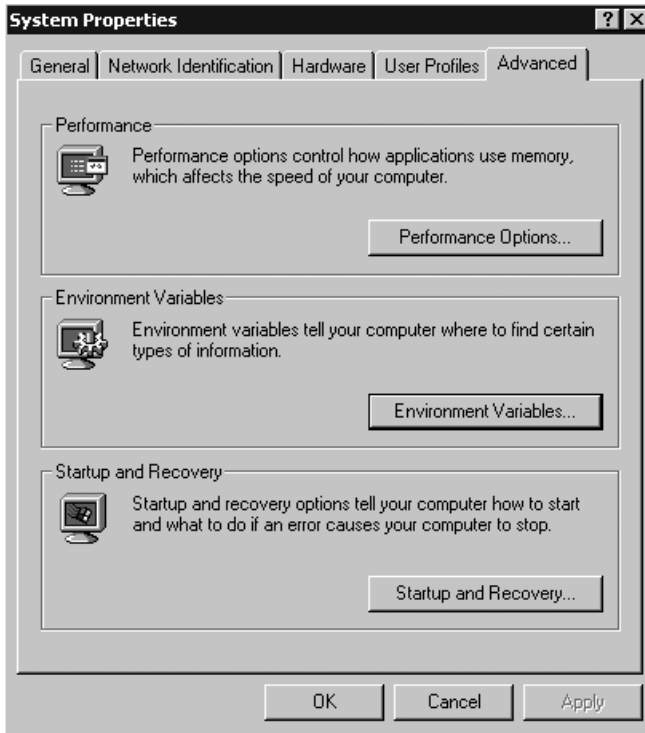 System Properties
General
Network Identification
Hardware
User Profiles
Advanced
Performance
Performance options control how applications use memory,
which affects the speed of your computer.
Performance Options...
Environment Variables
Environment variables tell your computer where to find certain
types of information.
Environment Variables...
Startup and Recovery
Startup and recovery options tell your computer how to start
and what to do if an error causes your computer to stop.
Startup and Recovery...
OK
Cancel
Apply